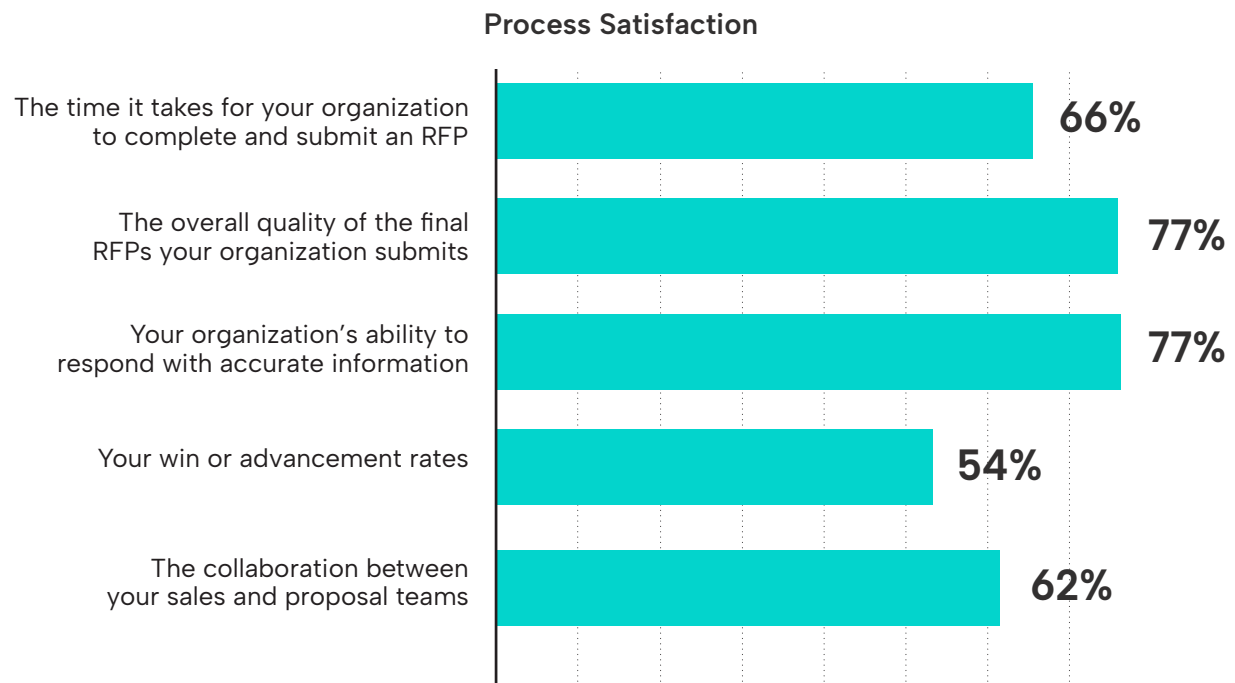 Process Satisfaction
The time it takes for your organization
to complete and submit an RFP
66%
The overall quality of the final
RFPs your organization submits
77%
Your organization’s ability to
respond with accurate information
77%
Your win or advancement rates
54%
The collaboration between
your sales and proposal teams
62%